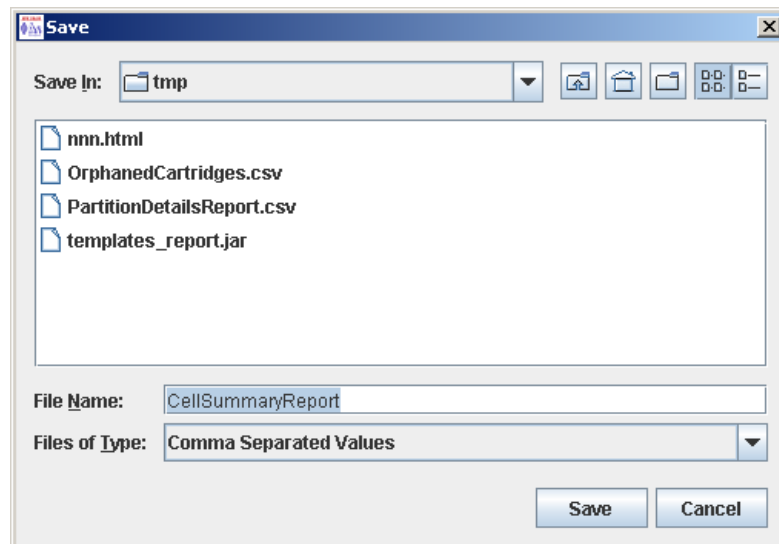 Save
Save In: tmp
nnn.html
OrphanedCartridges.csv
PartitionDetailsReport.csv
templates_report.jar
File Name: CellSummaryReport
Files of Type: Comma Separated Values
Save Cancel